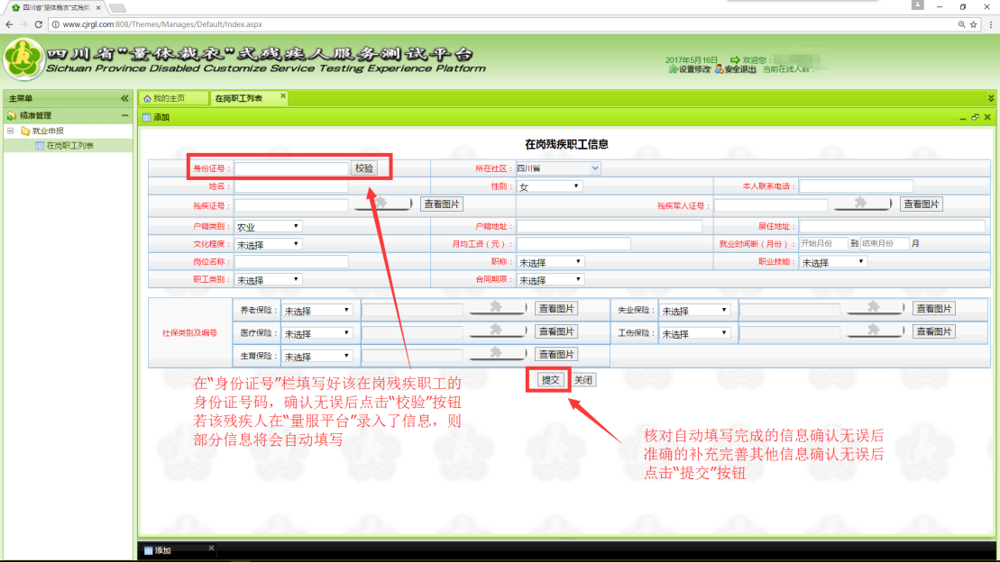 四川省"量体裁衣"式残疾
www.cjrgl.com:808/Themes/Manages/Default/Index.aspx
四川省"量体裁衣"式残疾人服务测试平台
Sichuan Province Disabled Customize Service Testing Experience Platform
2017年5月16日 欢迎您：
设置修改 安全退出 当前在线人数：
主菜单
我的主页 在岗职工列表
精准管理
添加
就业申报
在岗职工列表
在岗残疾职工信息
身份证号： 校验 所在社区： 四川省
姓名： 性别： 女 本人联系电话：
残疾证号： 查看图片 残疾军人证号： 查看图片
户籍类别： 农业 户籍地址： 居住地址：
文化程度： 未选择 月均工资（元）： 就业时间断（月份）： 开始月份 到 结束月份 月
岗位名称： 职称： 未选择 职业技能： 未选择
职工类别： 未选择 合同期限： 未选择
社保类别及编号
养老保险： 未选择 查看图片 失业保险： 未选择 查看图片
医疗保险： 未选择 查看图片 工伤保险： 未选择 查看图片
生育保险： 未选择 查看图片
提交 关闭
在“身份证号”栏填写好该在岗残疾职工的
身份证号码，确认无误后点击“校验”按钮
若该残疾人在“量服平台”录入了信息，则
部分信息将会自动填写
核对自动填写完成的信息确认无误后
准确的补充完善其他信息确认无误后
点击“提交”按钮
添加